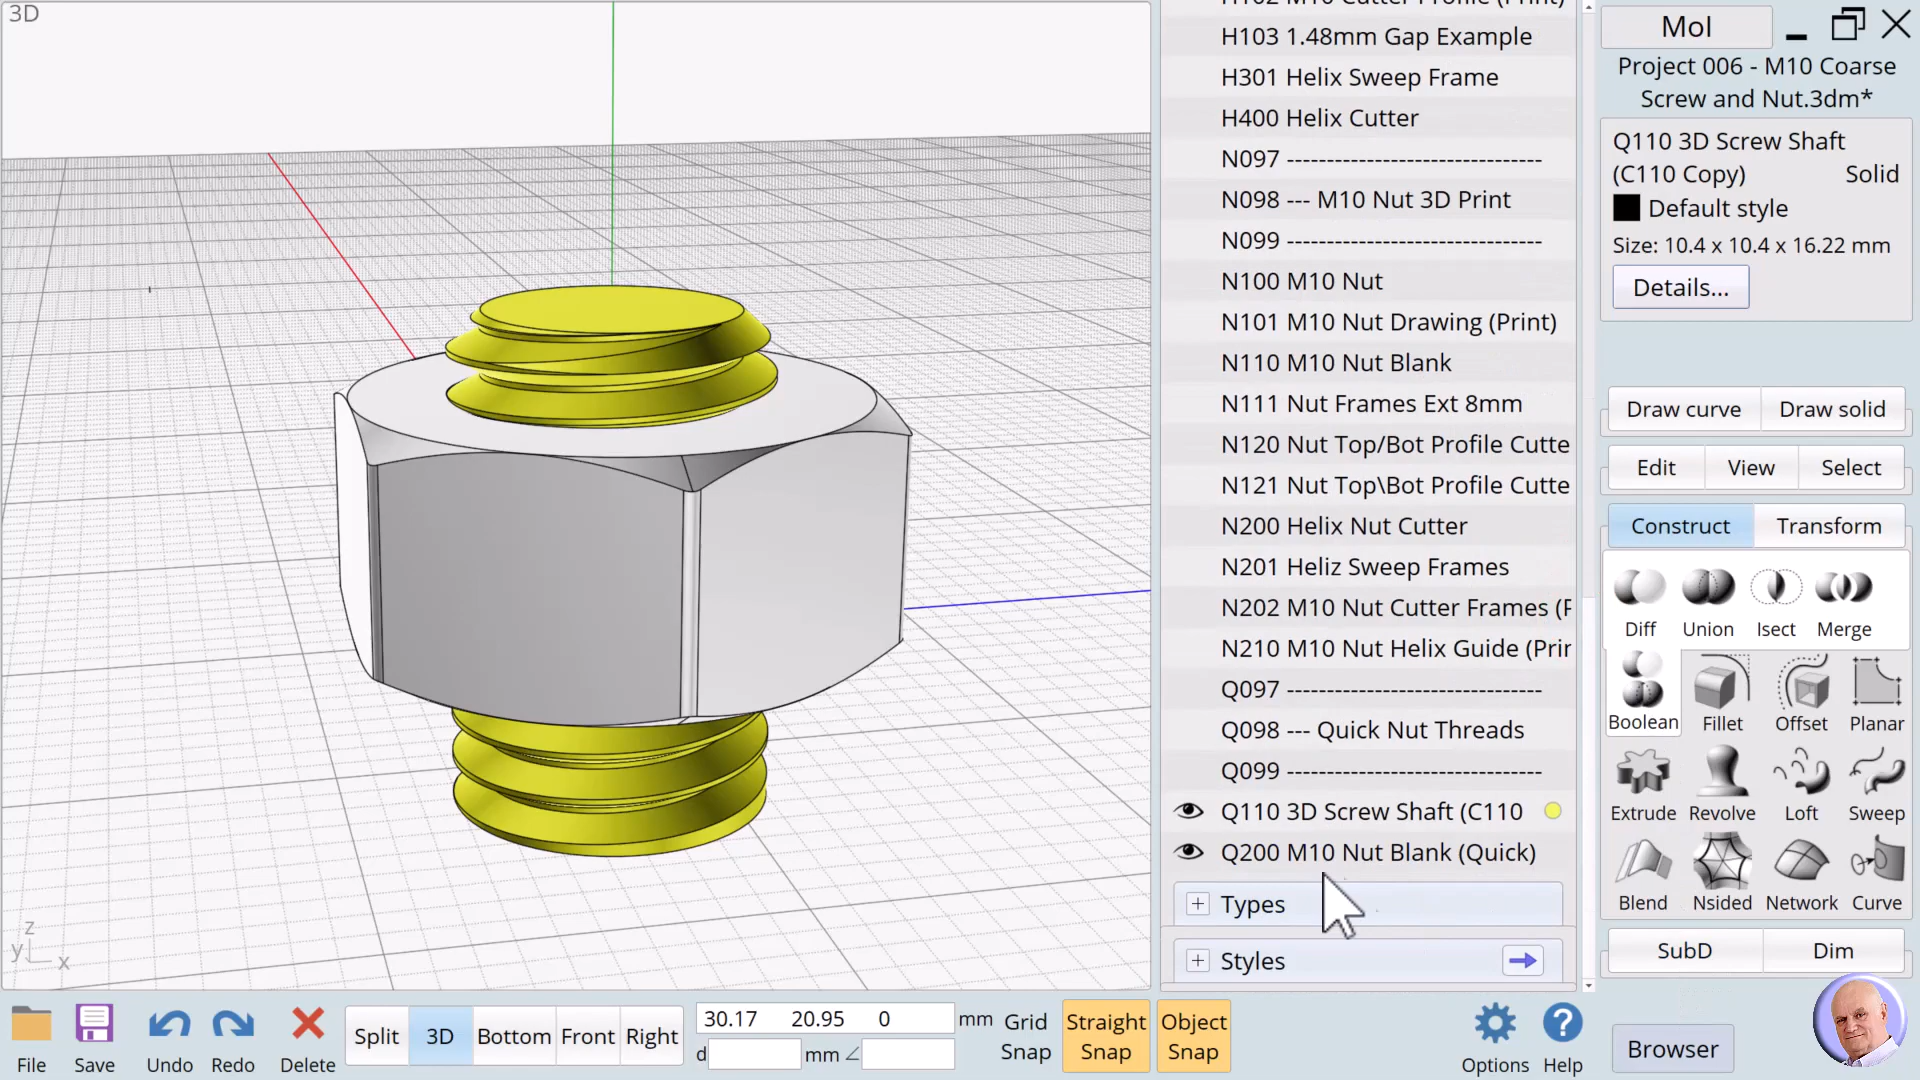 3D
H103 1.48mm Gap Example
H301 Helix Sweep Frame
H400 Helix Cutter
N097 -------------------------------
N098 --- M10 Nut 3D Print
N099 -------------------------------
N100 M10 Nut
N101 M10 Nut Drawing (Print)
N110 M10 Nut Blank
N111 Nut Frames Ext 8mm
N120 Nut Top/Bot Profile Cutte
N121 Nut Top\Bot Profile Cutte
N200 Helix Nut Cutter
N201 Heliz Sweep Frames
N202 M10 Nut Cutter Frames (F
N210 M10 Nut Helix Guide (Prir
Q097 -------------------------------
Q098 --- Quick Nut Threads
Q099 -------------------------------
Q110 3D Screw Shaft (C110
Q200 M10 Nut Blank (Quick)
+ Types
+ Styles
MoI
Project 006 - M10 Coarse
Screw and Nut.3dm*
Q110 3D Screw Shaft
(C110 Copy) Solid
Default style
Size: 10.4 x 10.4 x 16.22 mm
Details...
Draw curve Draw solid
Edit View Select
Construct Transform
Diff Union Isect Merge
Boolean Fillet Offset Planar
Extrude Revolve Loft Sweep
Blend Nsided Network Curve
SubD Dim
z
y x
File Save Undo Redo Delete
Split 3D Bottom Front Right
30.17 20.95 0 mm
d mm ∠
Grid
Snap
Straight
Snap
Object
Snap
Options Help
Browser